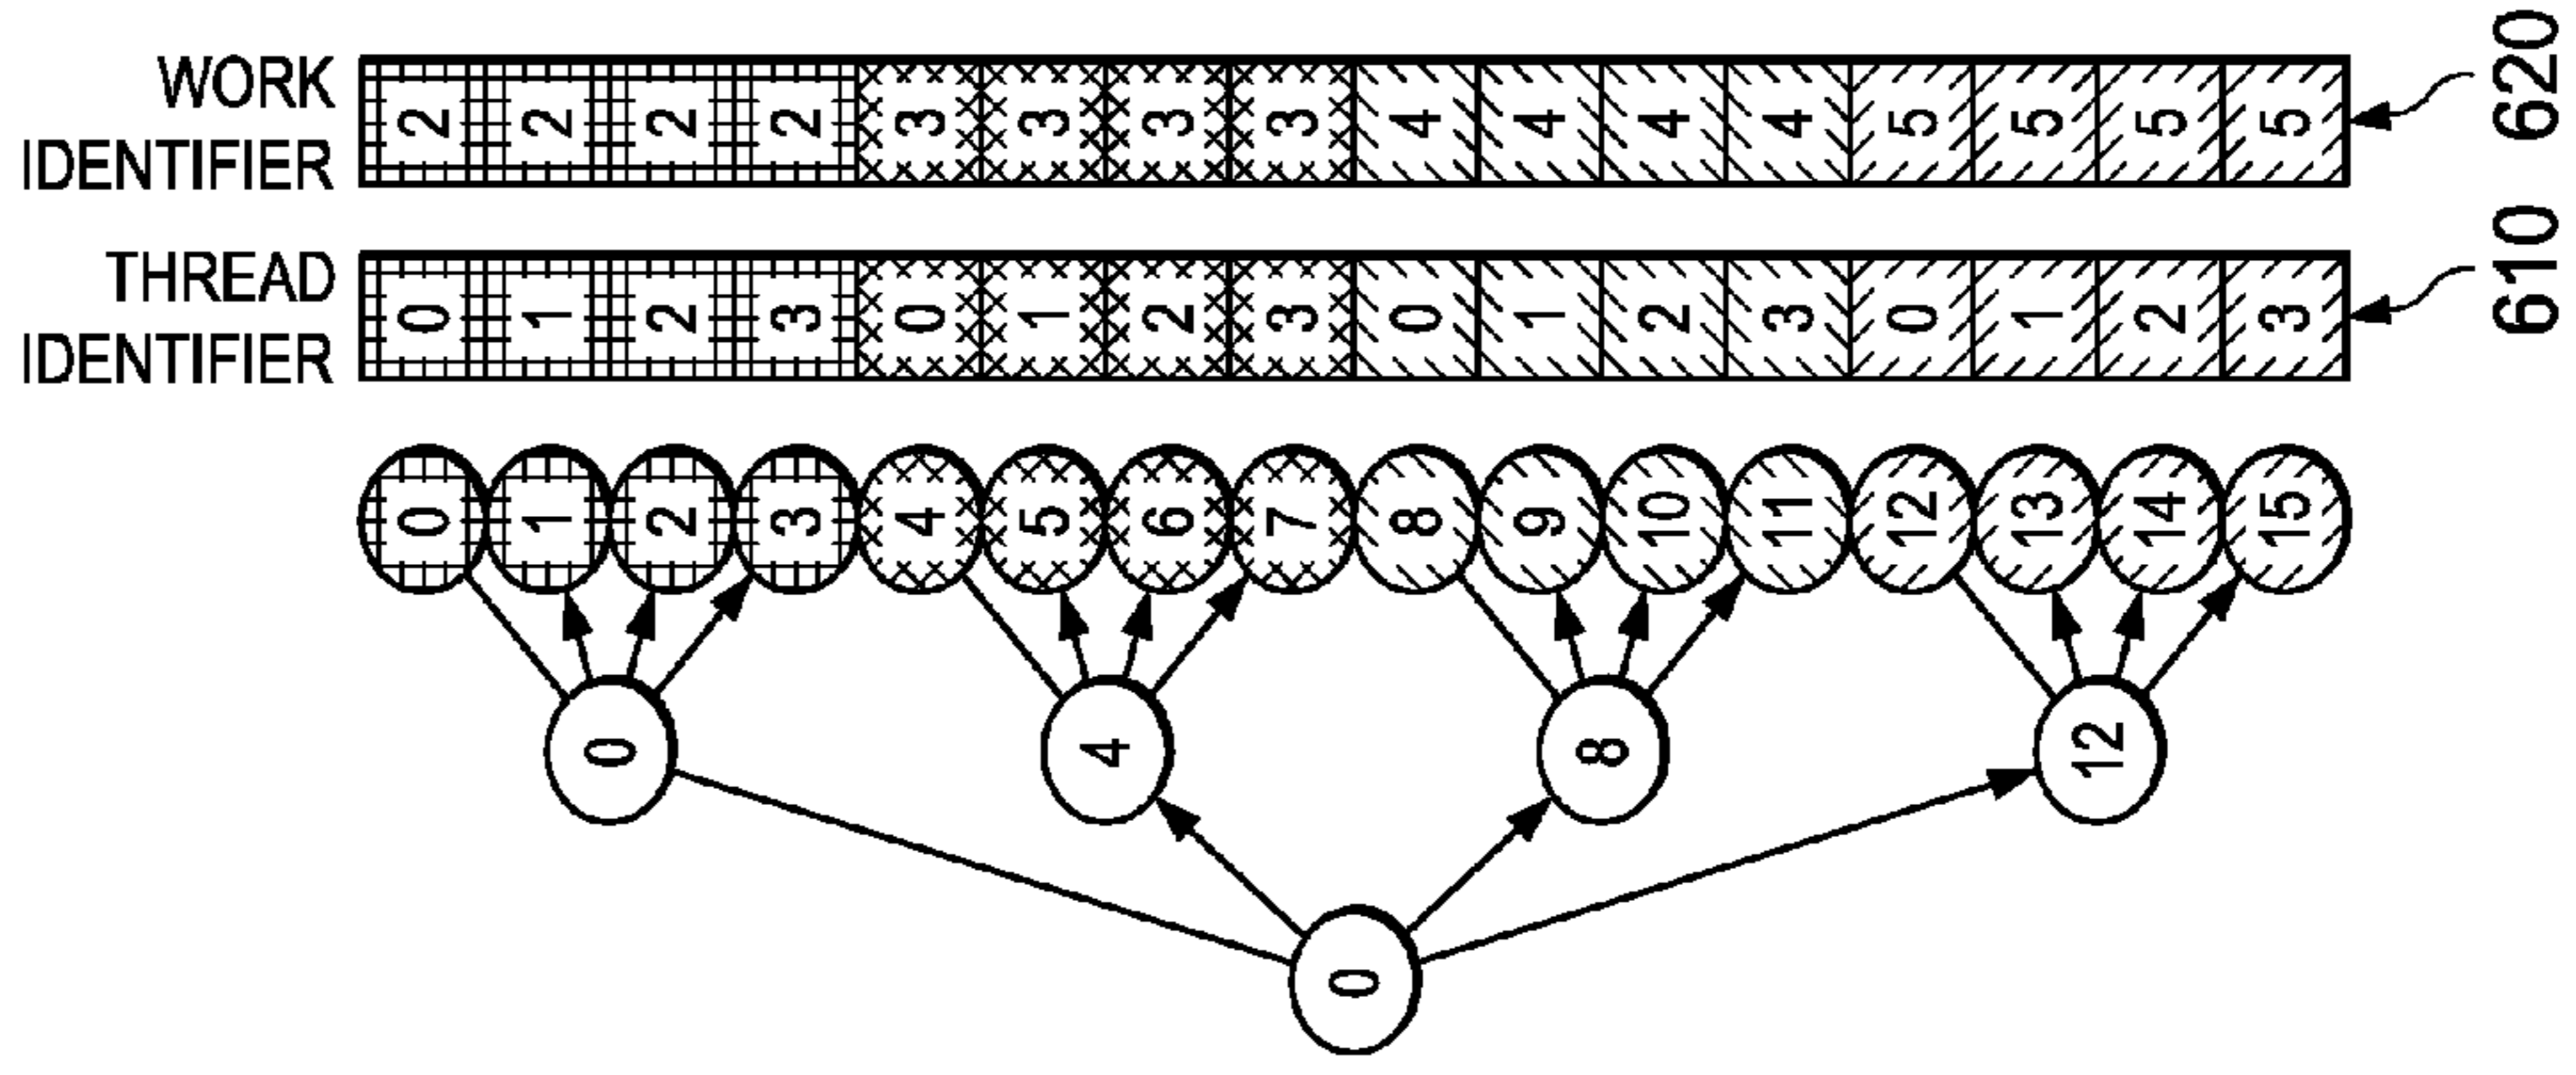 WORK
IDENTIFIER
2 2 2 2 3 3 3 3 4 4 4 4 5 5 5 5
620
THREAD
IDENTIFIER
0 1 2 3 0 1 2 3 0 1 2 3 0 1 2 3
610
0 1 2 3 4 5 6 7 8 9 10 11 12 13 14 15
0 4 8 12
0